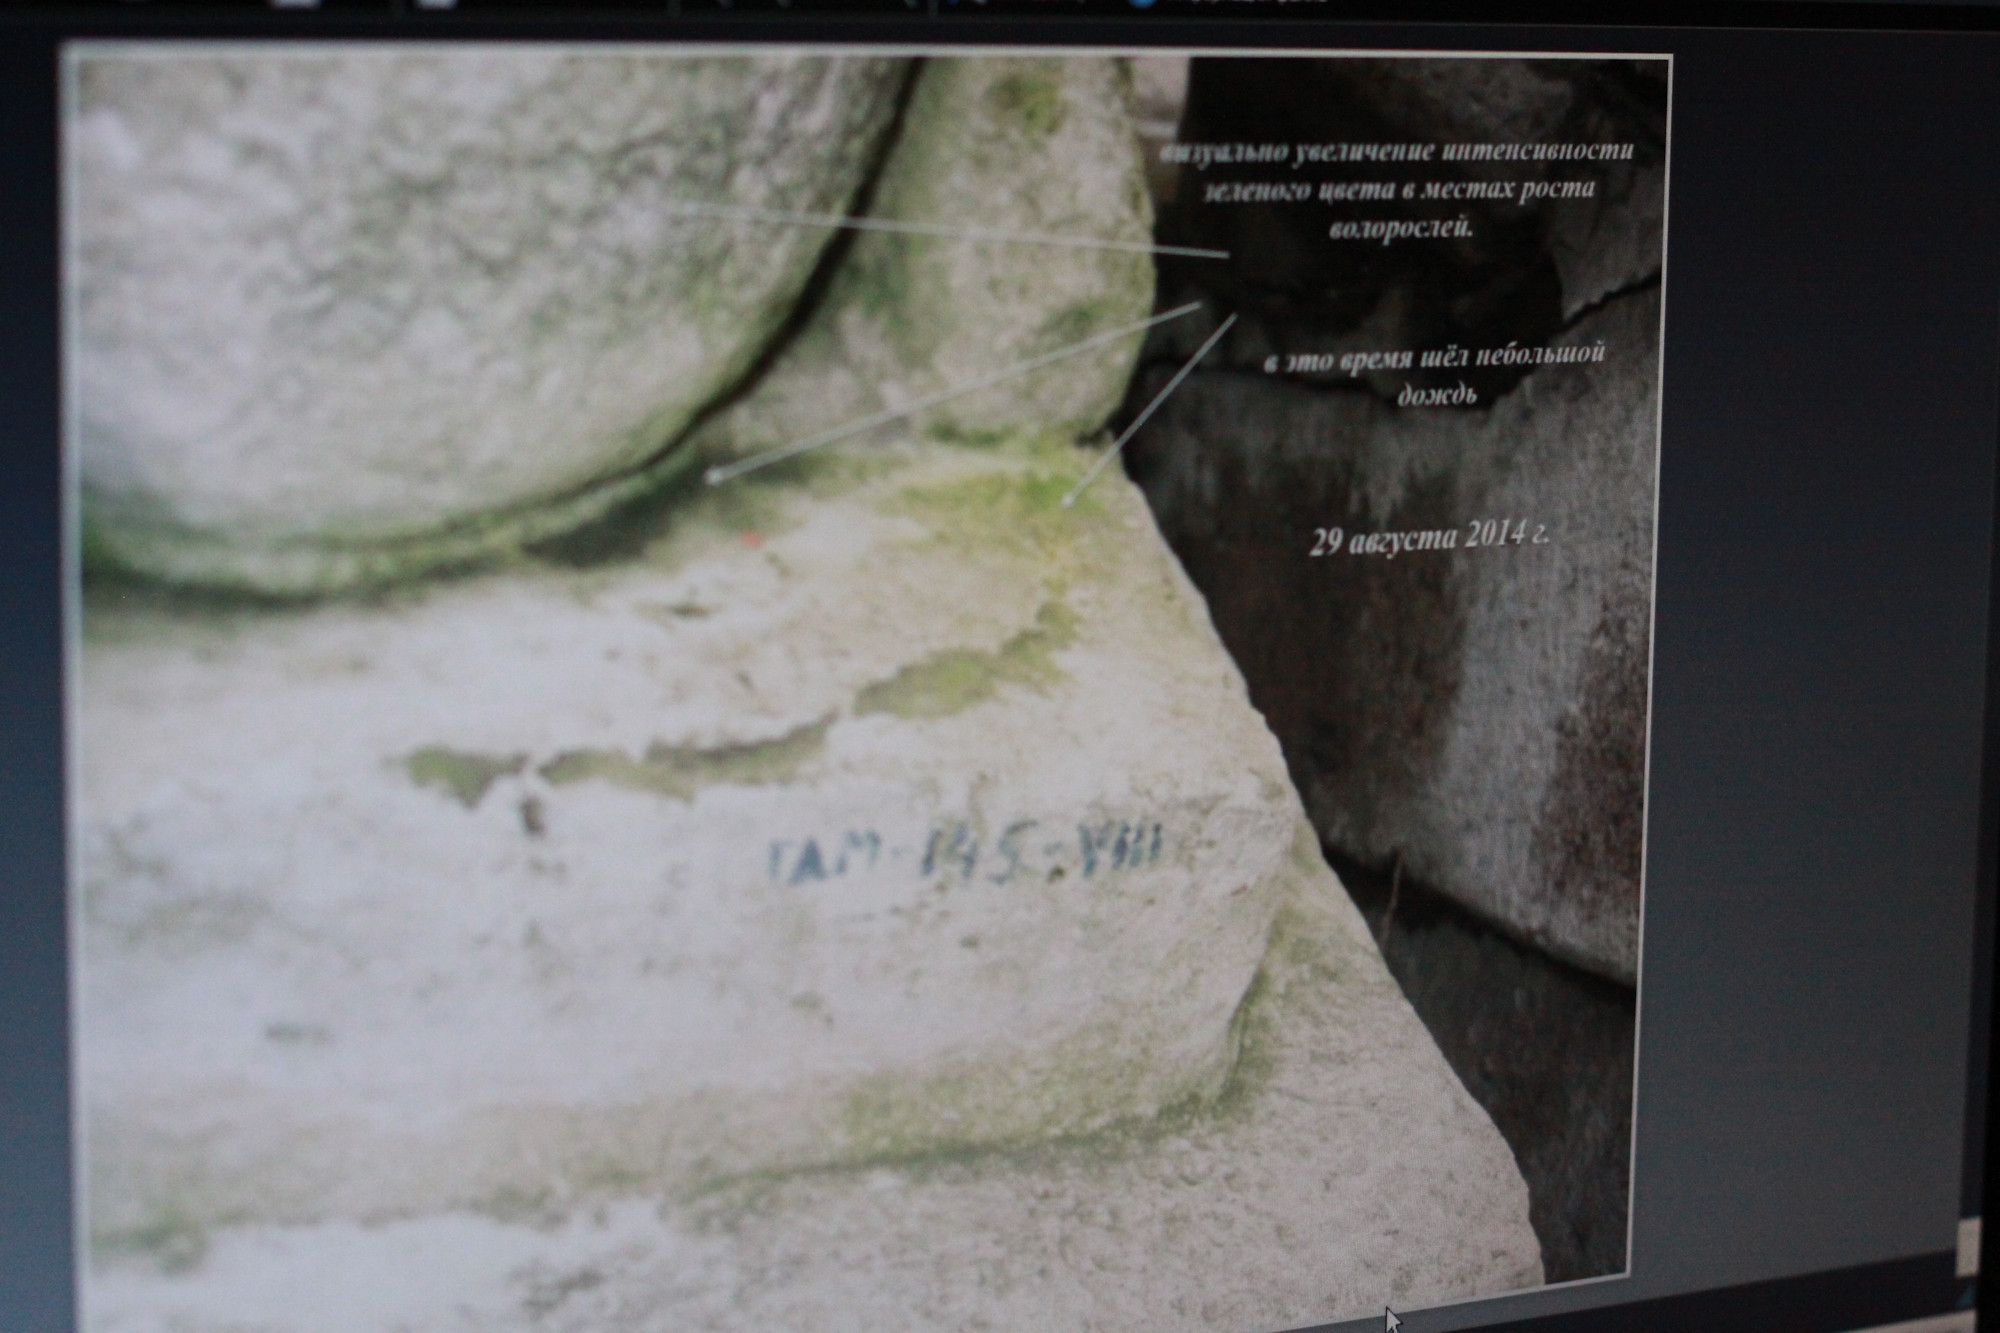 визуально увеличение интенсивности
зеленого цвета в местах роста
волорослей.
в это время шёл небольшой
дождь
29 августа 2014 г.
ГАМ-145-VIII